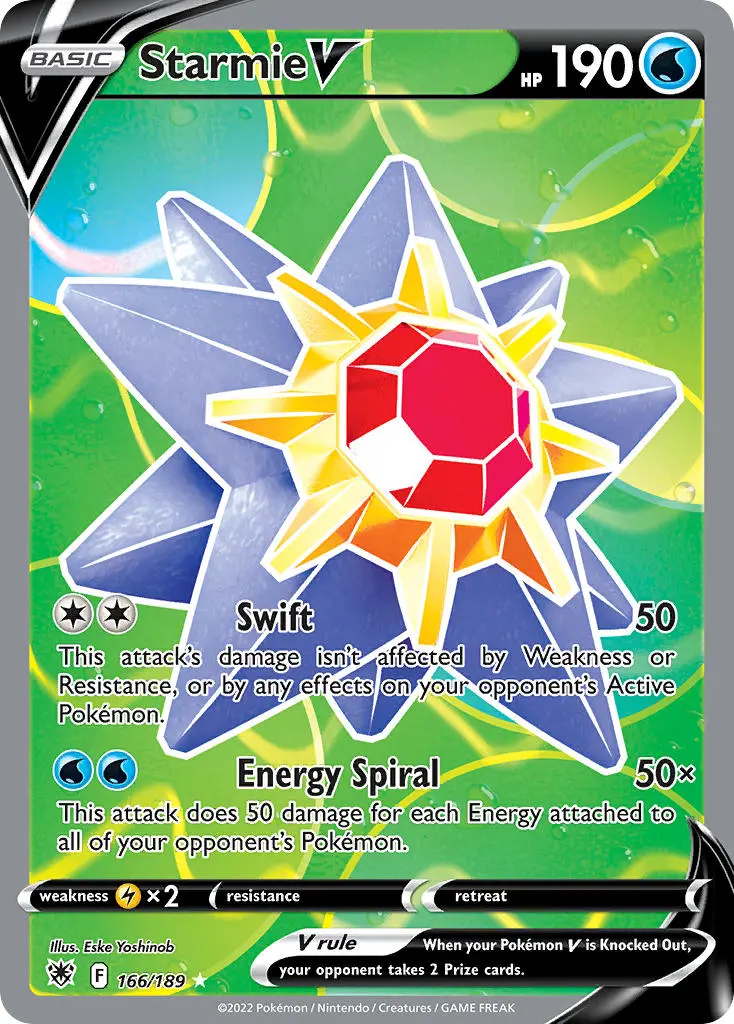 BASIC
Starmie V
HP 190
Swift 50
This attack's damage isn't affected by Weakness or
Resistance, or by any effects on your opponent's Active
Pokémon.
Energy Spiral 50×
This attack does 50 damage for each Energy attached to
all of your opponent's Pokémon.
weakness ×2 resistance retreat
Illus. Eske Yoshinob
V rule When your Pokémon V is Knocked Out,
your opponent takes 2 Prize cards.
F 166/189
©2022 Pokémon / Nintendo / Creatures / GAME FREAK